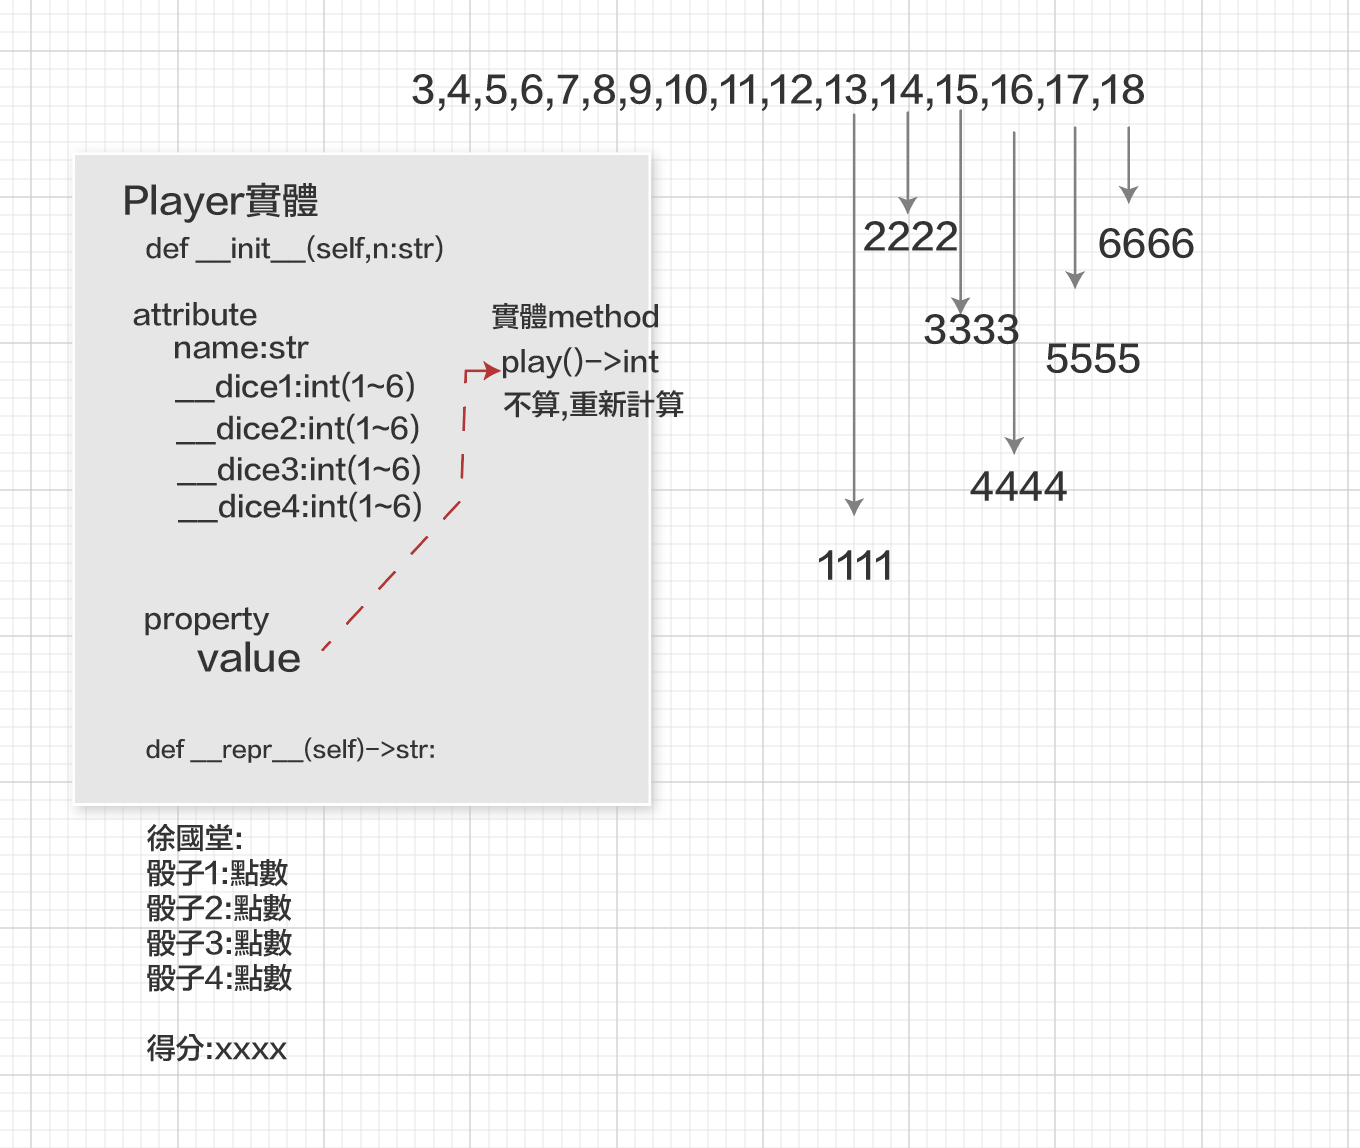 3,4,5,6,7,8,9,10,11,12,13,14,15,16,17,18
2222
6666
3333
5555
4444
1111
Player實體
def __init__(self,n:str)
attribute
name:str
__dice1:int(1~6)
__dice2:int(1~6)
__dice3:int(1~6)
__dice4:int(1~6)
實體method
play()->int
不算,重新計算
property
value
def __repr__(self)->str:
徐國堂:
骰子1:點數
骰子2:點數
骰子3:點數
骰子4:點數
得分:xxxx